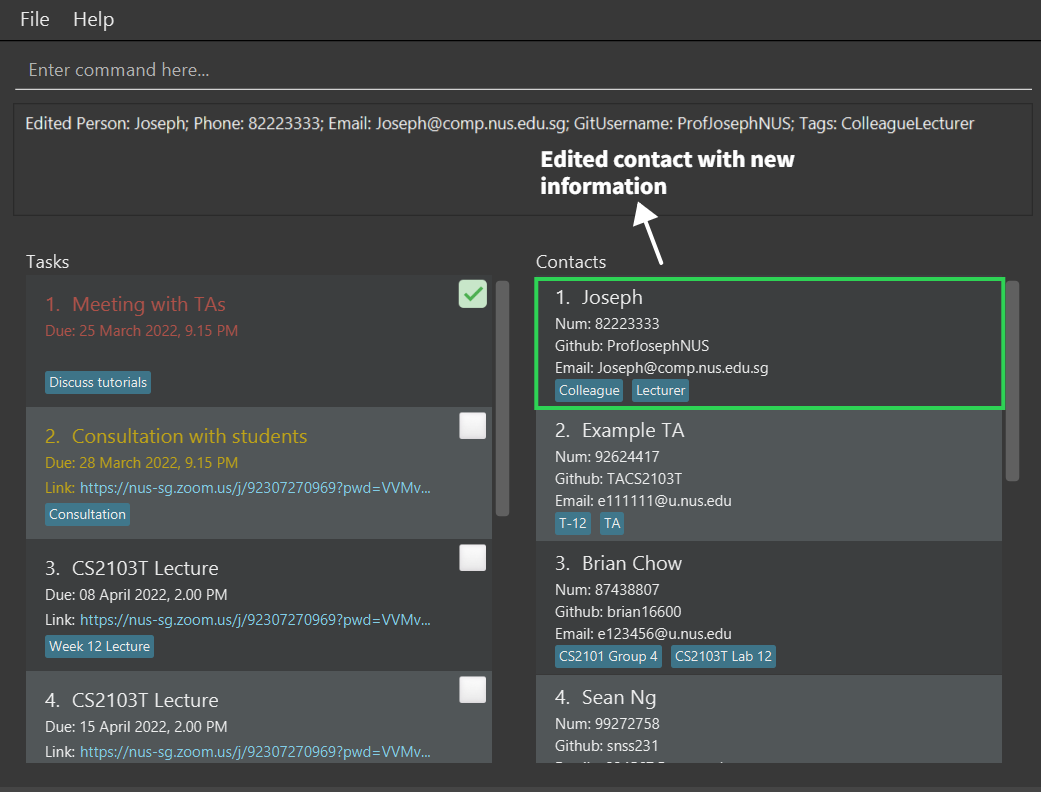 File Help
Enter command here...
Edited Person: Joseph; Phone: 82223333; Email: Joseph@comp.nus.edu.sg; GitUsername: ProfJosephNUS; Tags: ColleagueLecturer
Edited contact with new
information
Tasks
1. Meeting with TAs
Due: 25 March 2022, 9.15 PM
Discuss tutorials
2. Consultation with students
Due: 28 March 2022, 9.15 PM
Link: https://nus-sg.zoom.us/j/92307270969?pwd=VVMv...
Consultation
3. CS2103T Lecture
Due: 08 April 2022, 2.00 PM
Link: https://nus-sg.zoom.us/j/92307270969?pwd=VVMv...
Week 12 Lecture
4. CS2103T Lecture
Due: 15 April 2022, 2.00 PM
Link: https://nus-sg.zoom.us/j/92307270969?pwd=VVMv...
Contacts
1. Joseph
Num: 82223333
Github: ProfJosephNUS
Email: Joseph@comp.nus.edu.sg
Colleague Lecturer
2. Example TA
Num: 92624417
Github: TACS2103T
Email: e111111@u.nus.edu
T-12 TA
3. Brian Chow
Num: 87438807
Github: brian16600
Email: e123456@u.nus.edu
CS2101 Group 4 CS2103T Lab 12
4. Sean Ng
Num: 99272758
Github: snss231